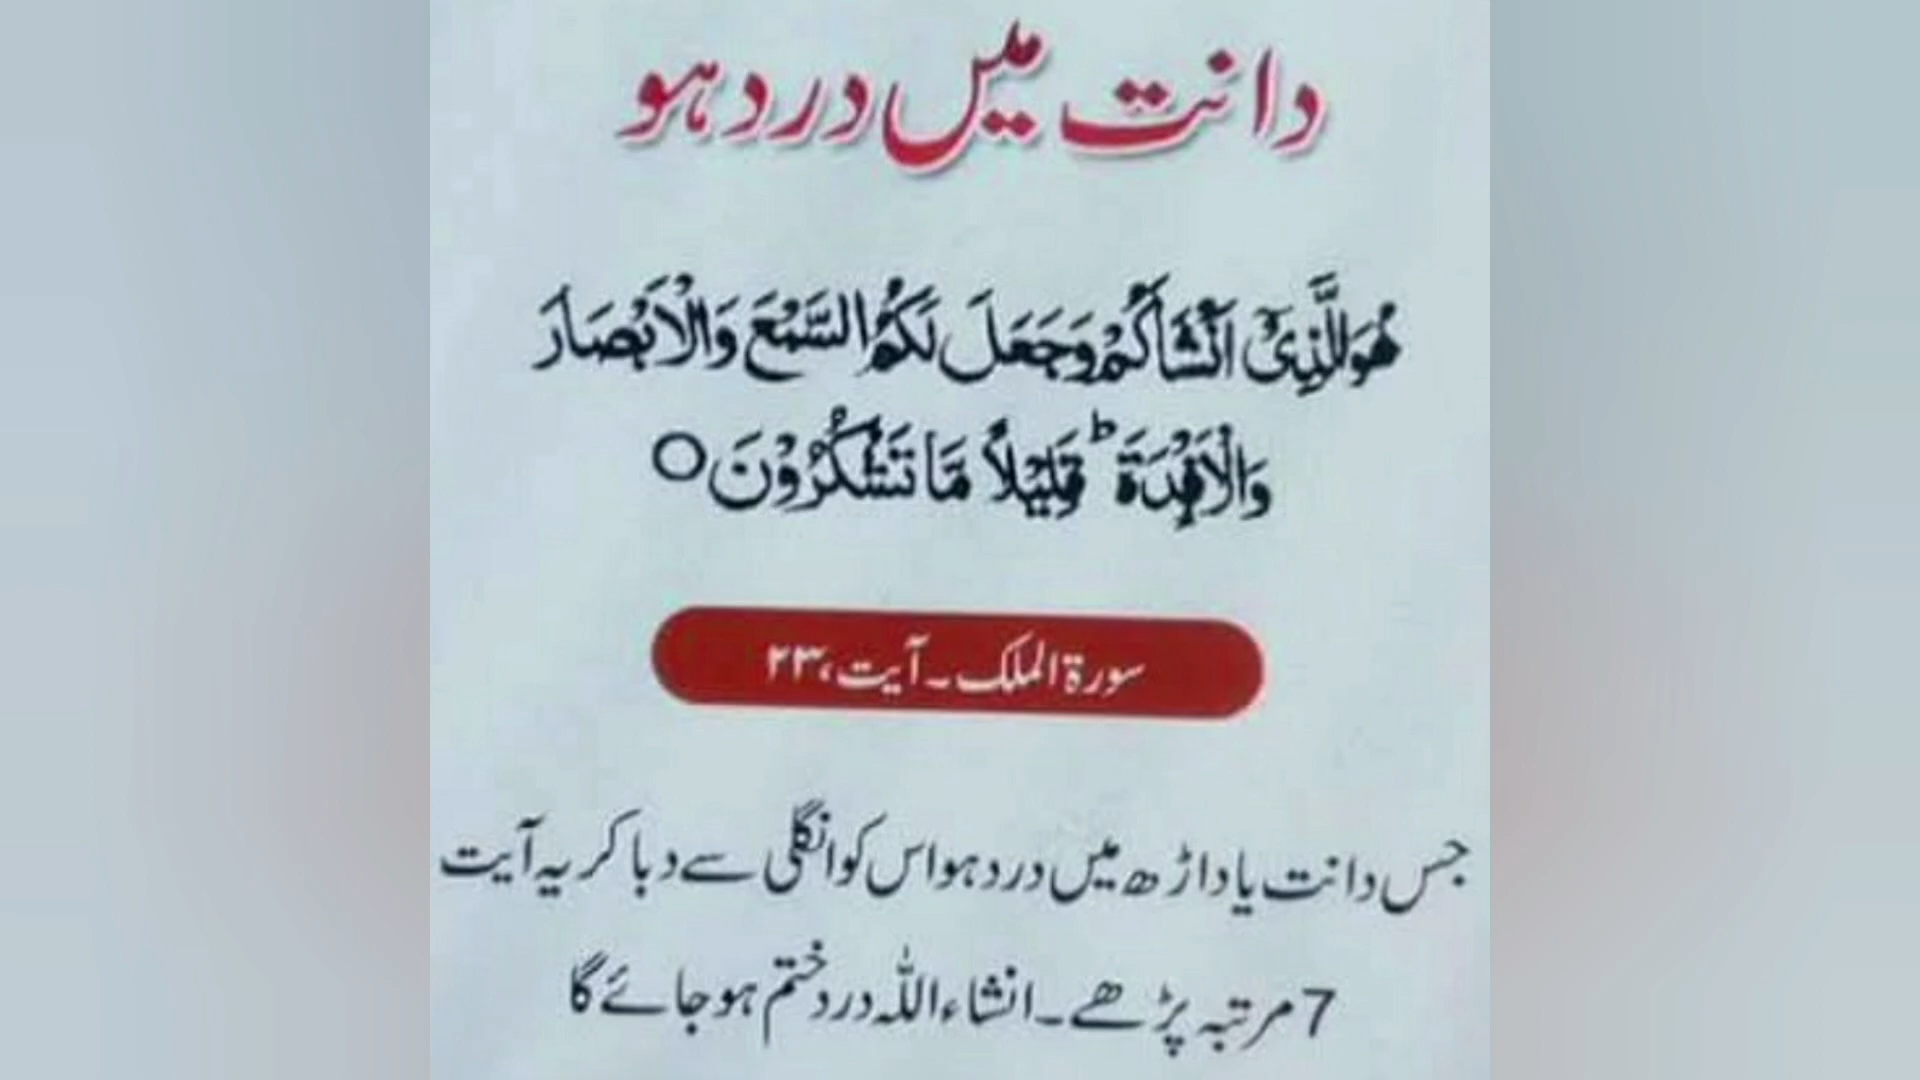 دانت میں درد ہو
هُوَالَّذِیْٓ اَنْشَاَكُمْ وَجَعَلَ لَكُمُ السَّمْعَ وَالْاَبْصَارَ
وَالْاَفْدَةَ ؕ قَلِیْلًا مَّا تَشْكُرُوْنَ ○
سورۃ الملک۔ آیت، ۲۳
جس دانت یا داڑھ میں درد ہو اس کو انگلی سے دبا کر یہ آیت
7 مرتبہ پڑھے۔ انشاء اللہ درد ختم ہو جائے گا